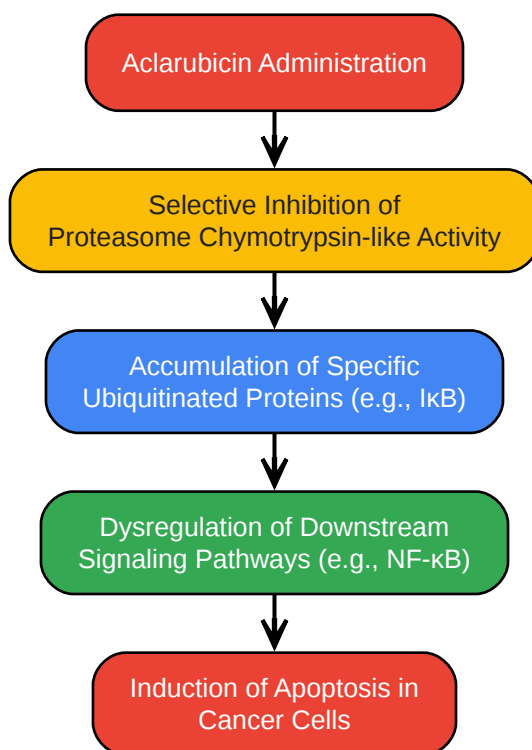 Aclarubicin Administration
Selective Inhibition of
Proteasome Chymotrypsin-like Activity
Accumulation of Specific
Ubiquitinated Proteins (e.g., IκB)
Dysregulation of Downstream
Signaling Pathways (e.g., NF-κB)
Induction of Apoptosis in
Cancer Cells